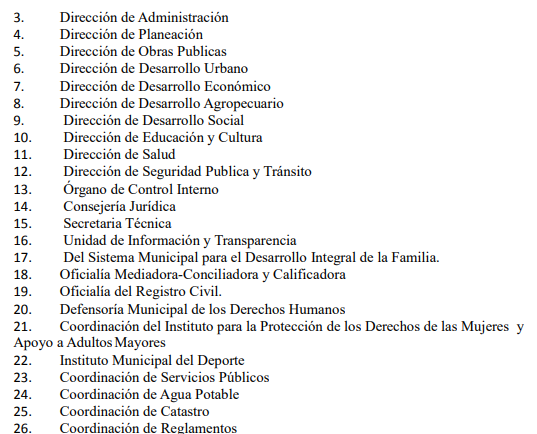 3. Dirección de Administración
4. Dirección de Planeación
5. Dirección de Obras Publicas
6. Dirección de Desarrollo Urbano
7. Dirección de Desarrollo Económico
8. Dirección de Desarrollo Agropecuario
9. Dirección de Desarrollo Social
10. Dirección de Educación y Cultura
11. Dirección de Salud
12. Dirección de Seguridad Publica y Tránsito
13. Órgano de Control Interno
14. Consejería Jurídica
15. Secretaria Técnica
16. Unidad de Información y Transparencia
17. Del Sistema Municipal para el Desarrollo Integral de la Familia.
18. Oficialía Mediadora-Conciliadora y Calificadora
19. Oficialía del Registro Civil.
20. Defensoría Municipal de los Derechos Humanos
21. Coordinación del Instituto para la Protección de los Derechos de las Mujeres y
Apoyo a Adultos Mayores
22. Instituto Municipal del Deporte
23. Coordinación de Servicios Públicos
24. Coordinación de Agua Potable
25. Coordinación de Catastro
26. Coordinación de Reglamentos